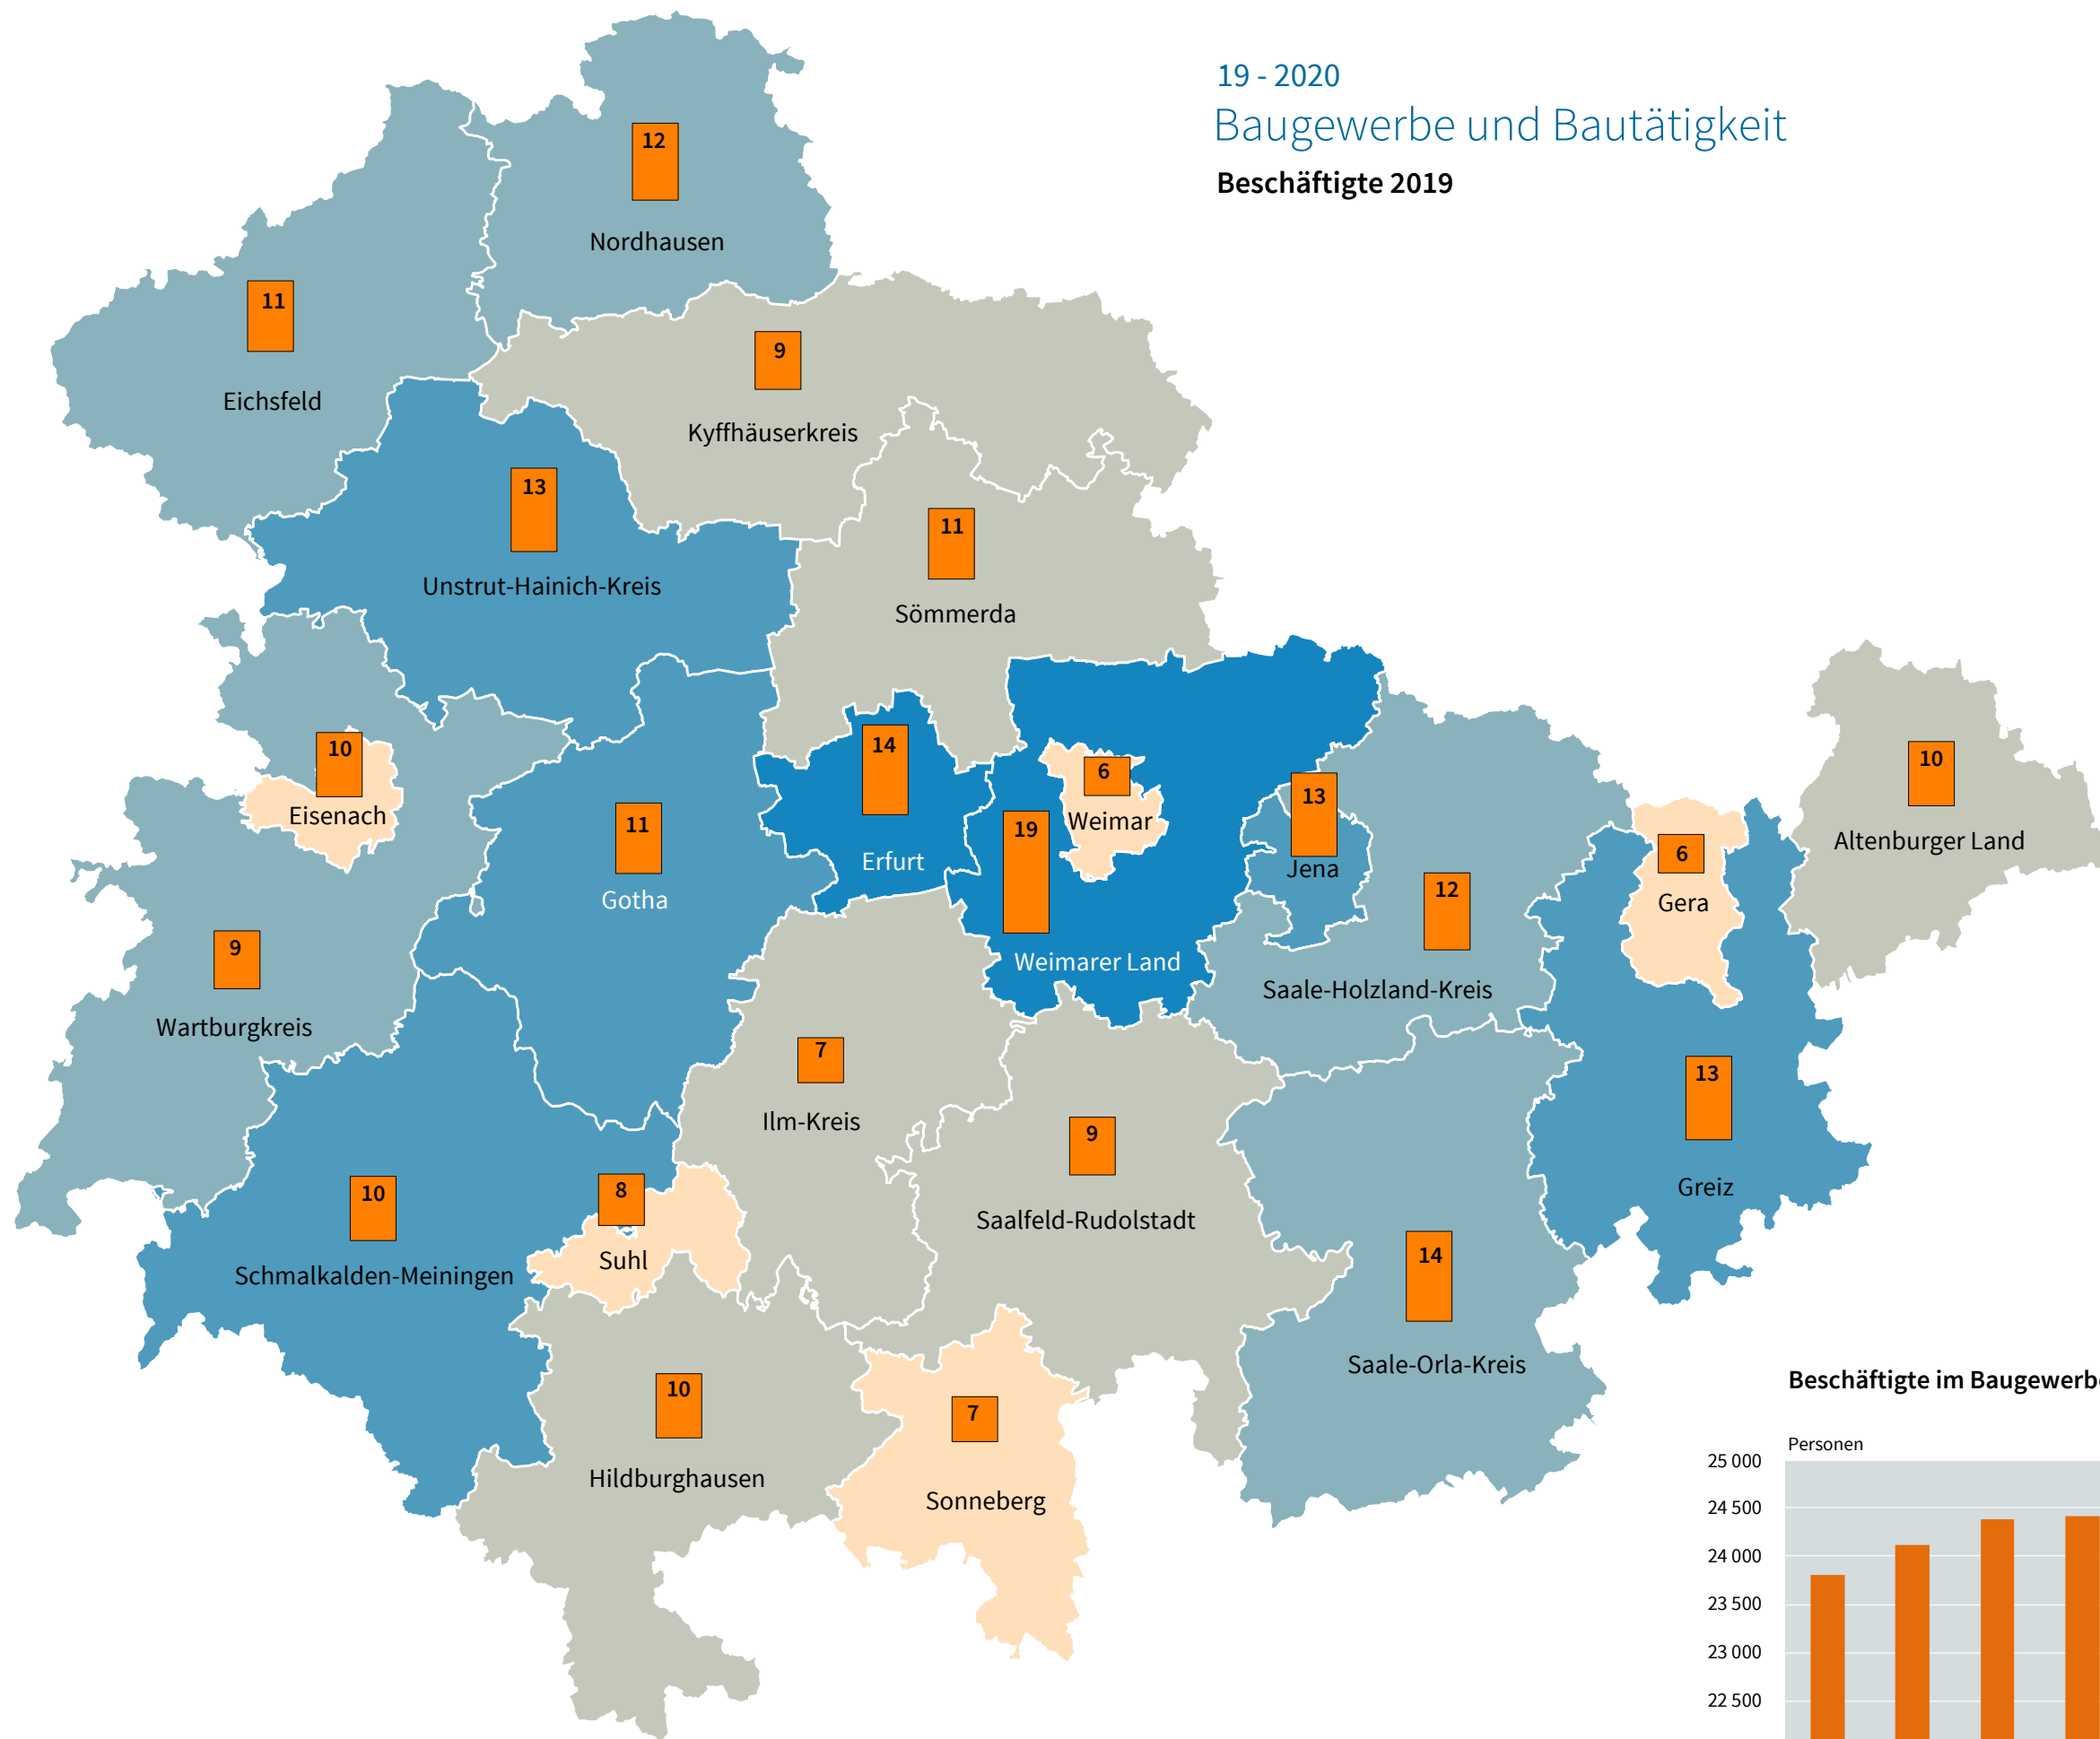 19 - 2020
Baugewerbe und Bautätigkeit
Beschäftigte 2019
12
Nordhausen
11
Eichsfeld
9
Kyffhäuserkreis
13
Unstrut-Hainich-Kreis
11
Sömmerda
10
Eisenach
14
Erfurt
6
Weimar
19
Weimarer Land
13
Jena
11
Gotha
12
Saale-Holzland-Kreis
6
Gera
10
Altenburger Land
9
Wartburgkreis
7
Ilm-Kreis
9
Saalfeld-Rudolstadt
13
Greiz
10
Schmalkalden-Meiningen
8
Suhl
14
Saale-Orla-Kreis
10
Hildburghausen
7
Sonneberg
Beschäftigte im Baugewerbe
Personen
25 000
24 500
24 000
23 500
23 000
22 500